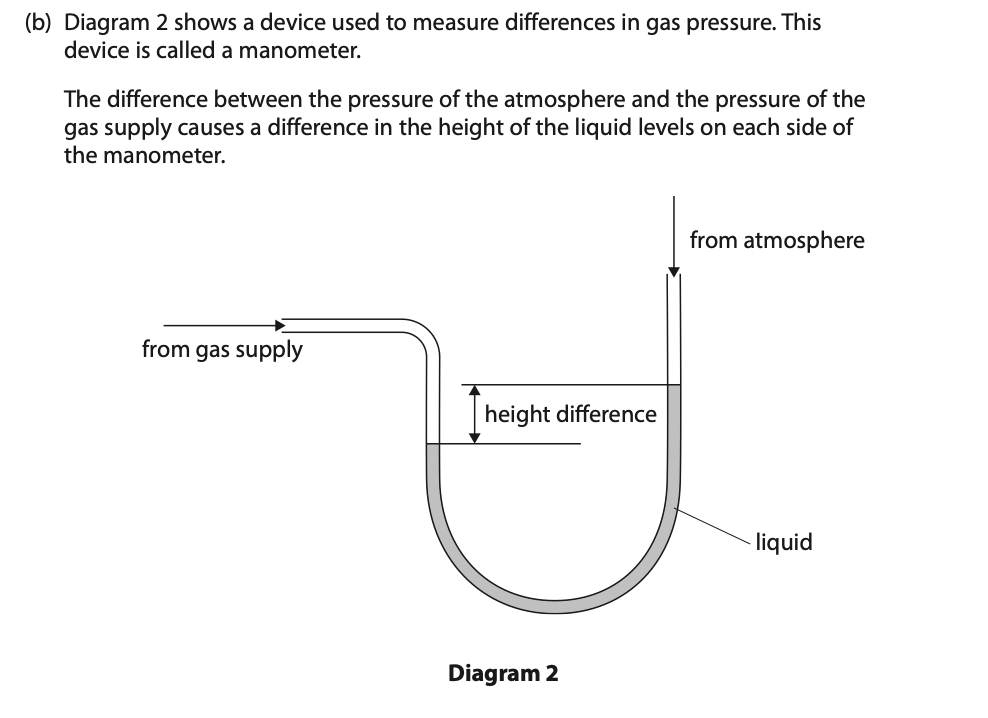 (b) Diagram 2 shows a device used to measure differences in gas pressure. This
device is called a manometer.
The difference between the pressure of the atmosphere and the pressure of the
gas supply causes a difference in the height of the liquid levels on each side of
the manometer.
from atmosphere
from gas supply
height difference
liquid
Diagram 2